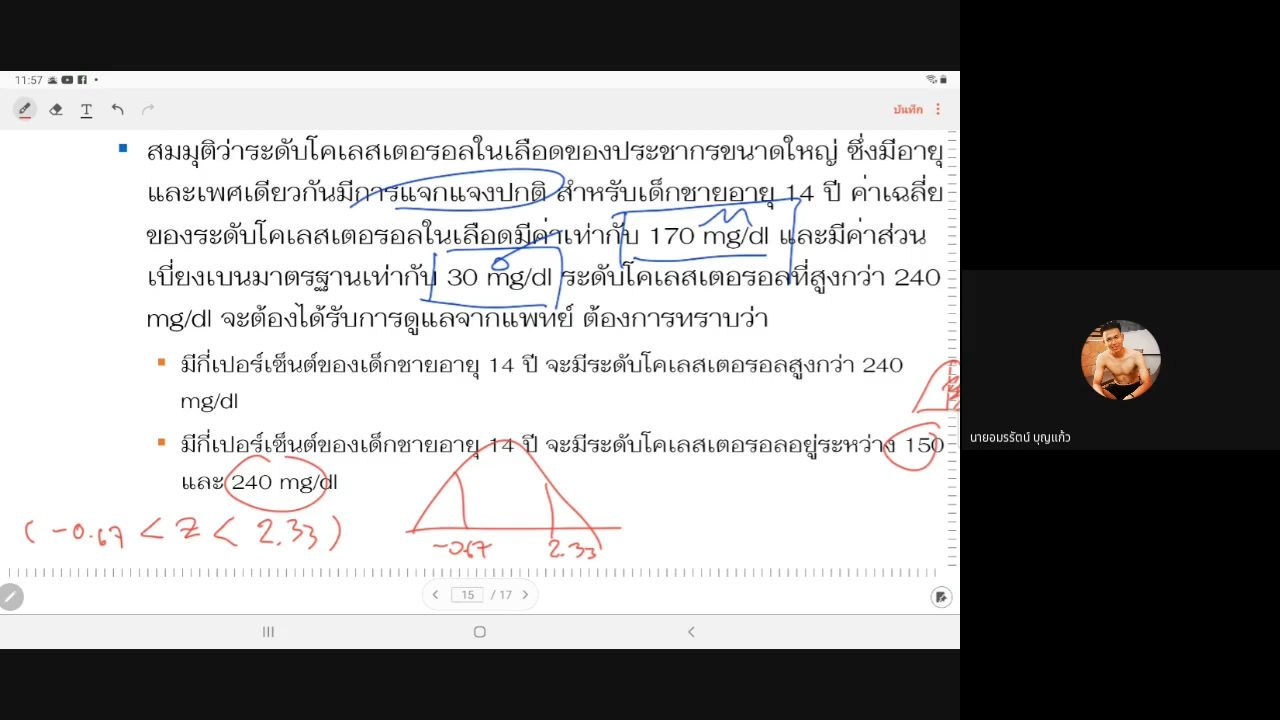 11:57
T
บันทึก
สมมุติว่าระดับโคเลสเตอรอลในเลือดของประชากรขนาดใหญ่ ซึ่งมีอายุ
และเพศเดียวกันมีการแจกแจงปกติ สำหรับเด็กชายอายุ 14 ปี ค่าเฉลี่ย
ของระดับโคเลสเตอรอลในเลือดมีค่าเท่ากับ 170 mg/dl และมีค่าส่วน
เบี่ยงเบนมาตรฐานเท่ากับ 30 mg/dl ระดับโคเลสเตอรอลที่สูงกว่า 240
mg/dl จะต้องได้รับการดูแลจากแพทย์ ต้องการทราบว่า
มีกี่เปอร์เซ็นต์ของเด็กชายอายุ 14 ปี จะมีระดับโคเลสเตอรอลสูงกว่า 240
mg/dl
มีกี่เปอร์เซ็นต์ของเด็กชายอายุ 14 ปี จะมีระดับโคเลสเตอรอลอยู่ระหว่าง 150
และ 240 mg/dl
(-0.67 < Z < 2.33)
-0.67 2.33
15 / 17
นายอมรรัตน์ บุญแก้ว